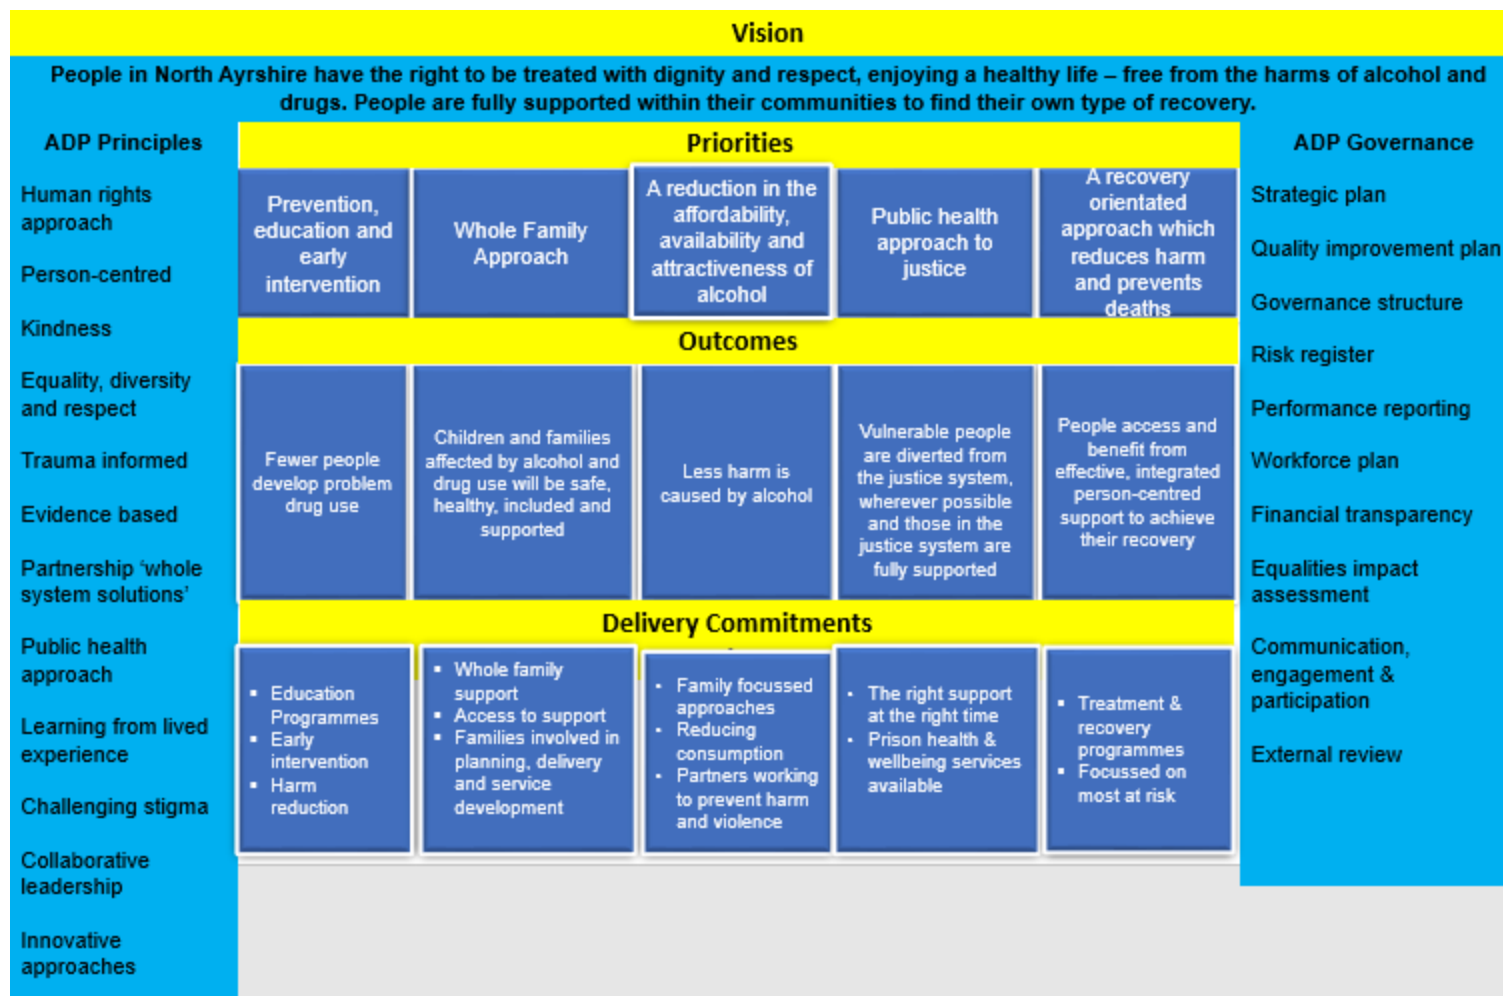 Vision
People in North Ayrshire have the right to be treated with dignity and respect, enjoying a healthy life – free from the harms of alcohol and
drugs. People are fully supported within their communities to find their own type of recovery.
ADP Principles
Human rights
approach
Person-centred
Kindness
Equality, diversity
and respect
Trauma informed
Evidence based
Partnership ‘whole
system solutions’
Public health
approach
Learning from lived
experience
Challenging stigma
Collaborative
leadership
Innovative
approaches
Priorities
Prevention,
education and
early
intervention
Whole Family
Approach
A reduction in the
affordability,
availability and
attractiveness of
alcohol
Public health
approach to
justice
A recovery
orientated
approach which
reduces harm
and prevents
deaths
Outcomes
Fewer people
develop problem
drug use
Children and families
affected by alcohol and
drug use will be safe,
healthy, included and
supported
Less harm is
caused by alcohol
Vulnerable people
are diverted from
the justice system,
wherever possible
and those in the
justice system are
fully supported
People access and
benefit from
effective, integrated
person-centred
support to achieve
their recovery
Delivery Commitments
▪ Education
Programmes
▪ Early
intervention
▪ Harm
reduction
▪ Whole family
support
▪ Access to support
▪ Families involved in
planning, delivery
and service
development
• Family focussed
approaches
• Reducing
consumption
• Partners working
to prevent harm
and violence
• The right support
at the right time
• Prison health &
wellbeing services
available
▪ Treatment &
recovery
programmes
▪ Focussed on
most at risk
ADP Governance
Strategic plan
Quality improvement plan
Governance structure
Risk register
Performance reporting
Workforce plan
Financial transparency
Equalities impact
assessment
Communication,
engagement &
participation
External review